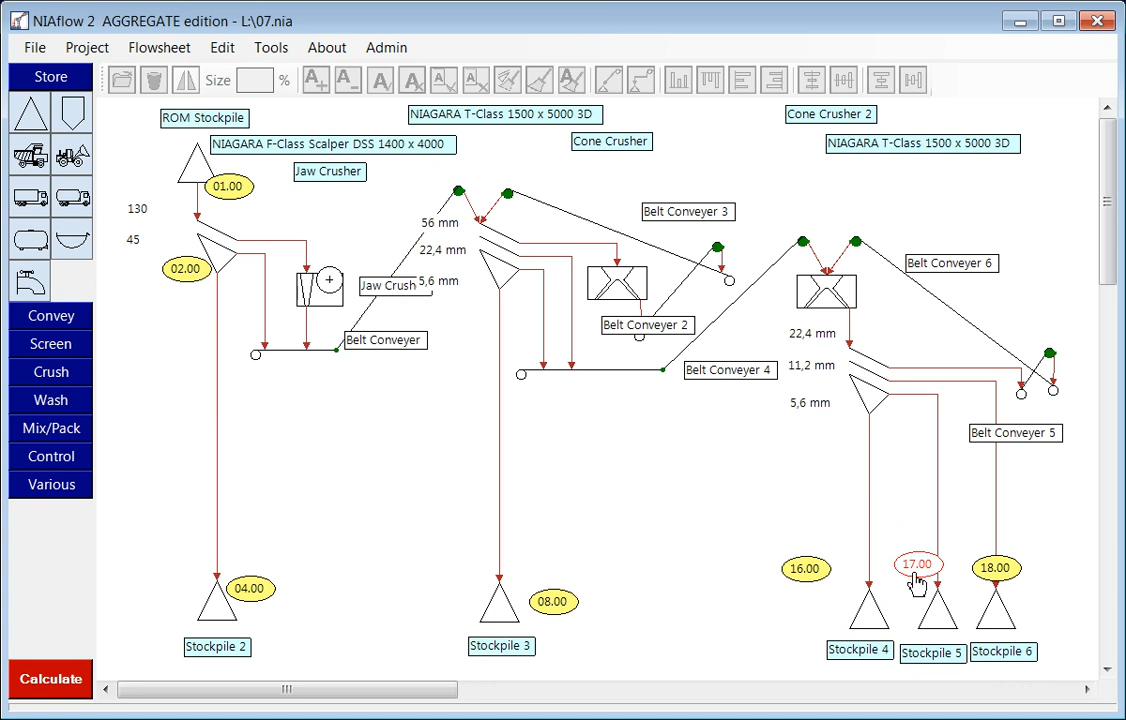 NIAflow 2  AGGREGATE edition - L:\07.nia
File Project Flowsheet Edit Tools About Admin
Store
Size %
ROM Stockpile
NIAGARA T-Class 1500 x 5000 3D
Cone Crusher 2
NIAGARA F-Class Scalper DSS 1400 x 4000
Cone Crusher
NIAGARA T-Class 1500 x 5000 3D
Jaw Crusher
01.00
130
45
02.00
56 mm
22,4 mm
5,6 mm
Jaw Crush
Belt Conveyer
Belt Conveyer 3
Belt Conveyer 2
Belt Conveyer 4
Belt Conveyer 6
22,4 mm
11,2 mm
5,6 mm
Belt Conveyer 5
Convey
Screen
Crush
Wash
Mix/Pack
Control
Various
04.00
08.00
16.00
17.00
18.00
Stockpile 2
Stockpile 3
Stockpile 4
Stockpile 5
Stockpile 6
Calculate